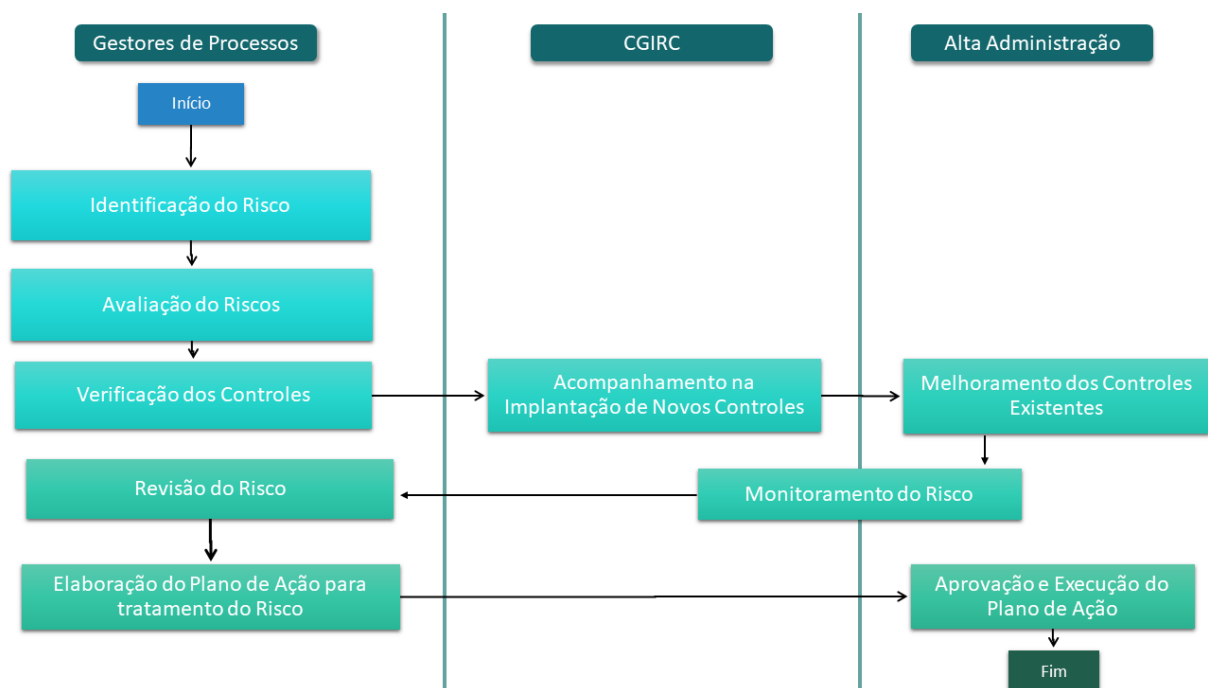 Gestores de Processos
CGIRC
Alta Administração
Início
Identificação do Risco
Avaliação do Riscos
Verificação dos Controles
Acompanhamento na
Implantação de Novos Controles
Melhoramento dos Controles
Existentes
Revisão do Risco
Monitoramento do Risco
Elaboração do Plano de Ação para
tratamento do Risco
Aprovação e Execução do
Plano de Ação
Fim